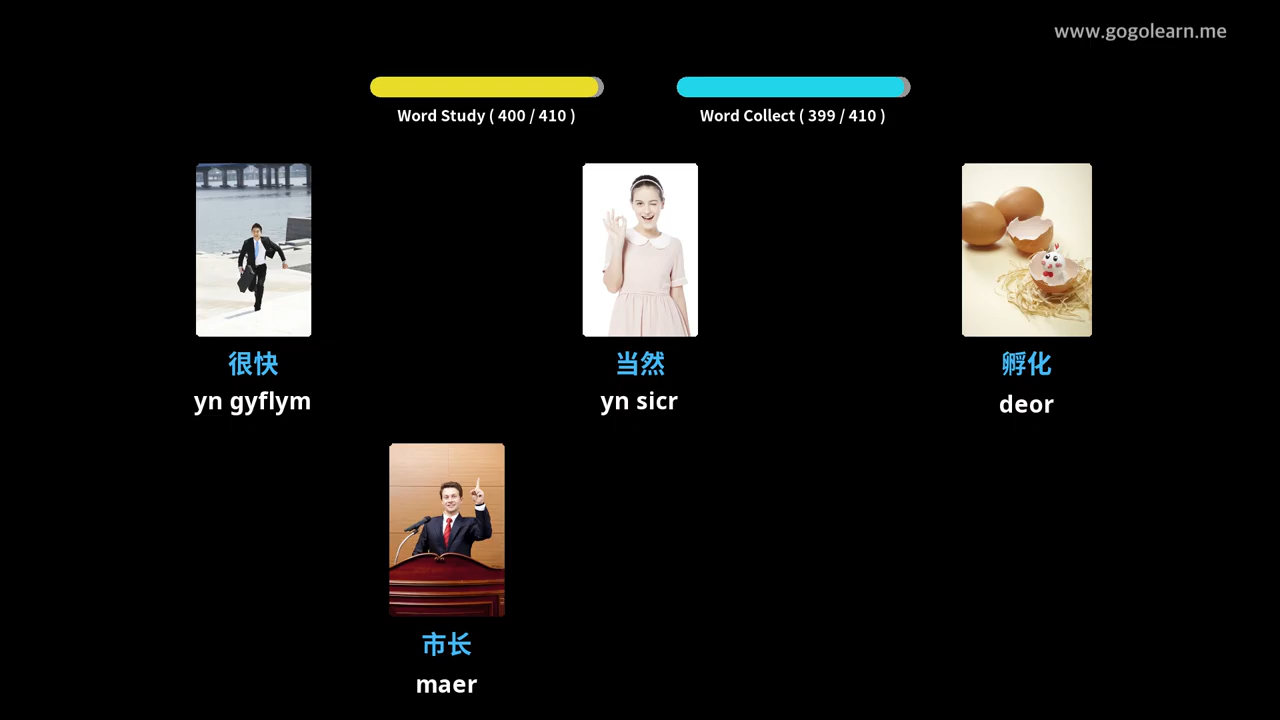 www.gogolearn.me
Word Study ( 400 / 410 )
Word Collect ( 399 / 410 )
很快
yn gyflym
当然
yn sicr
孵化
deor
市长
maer